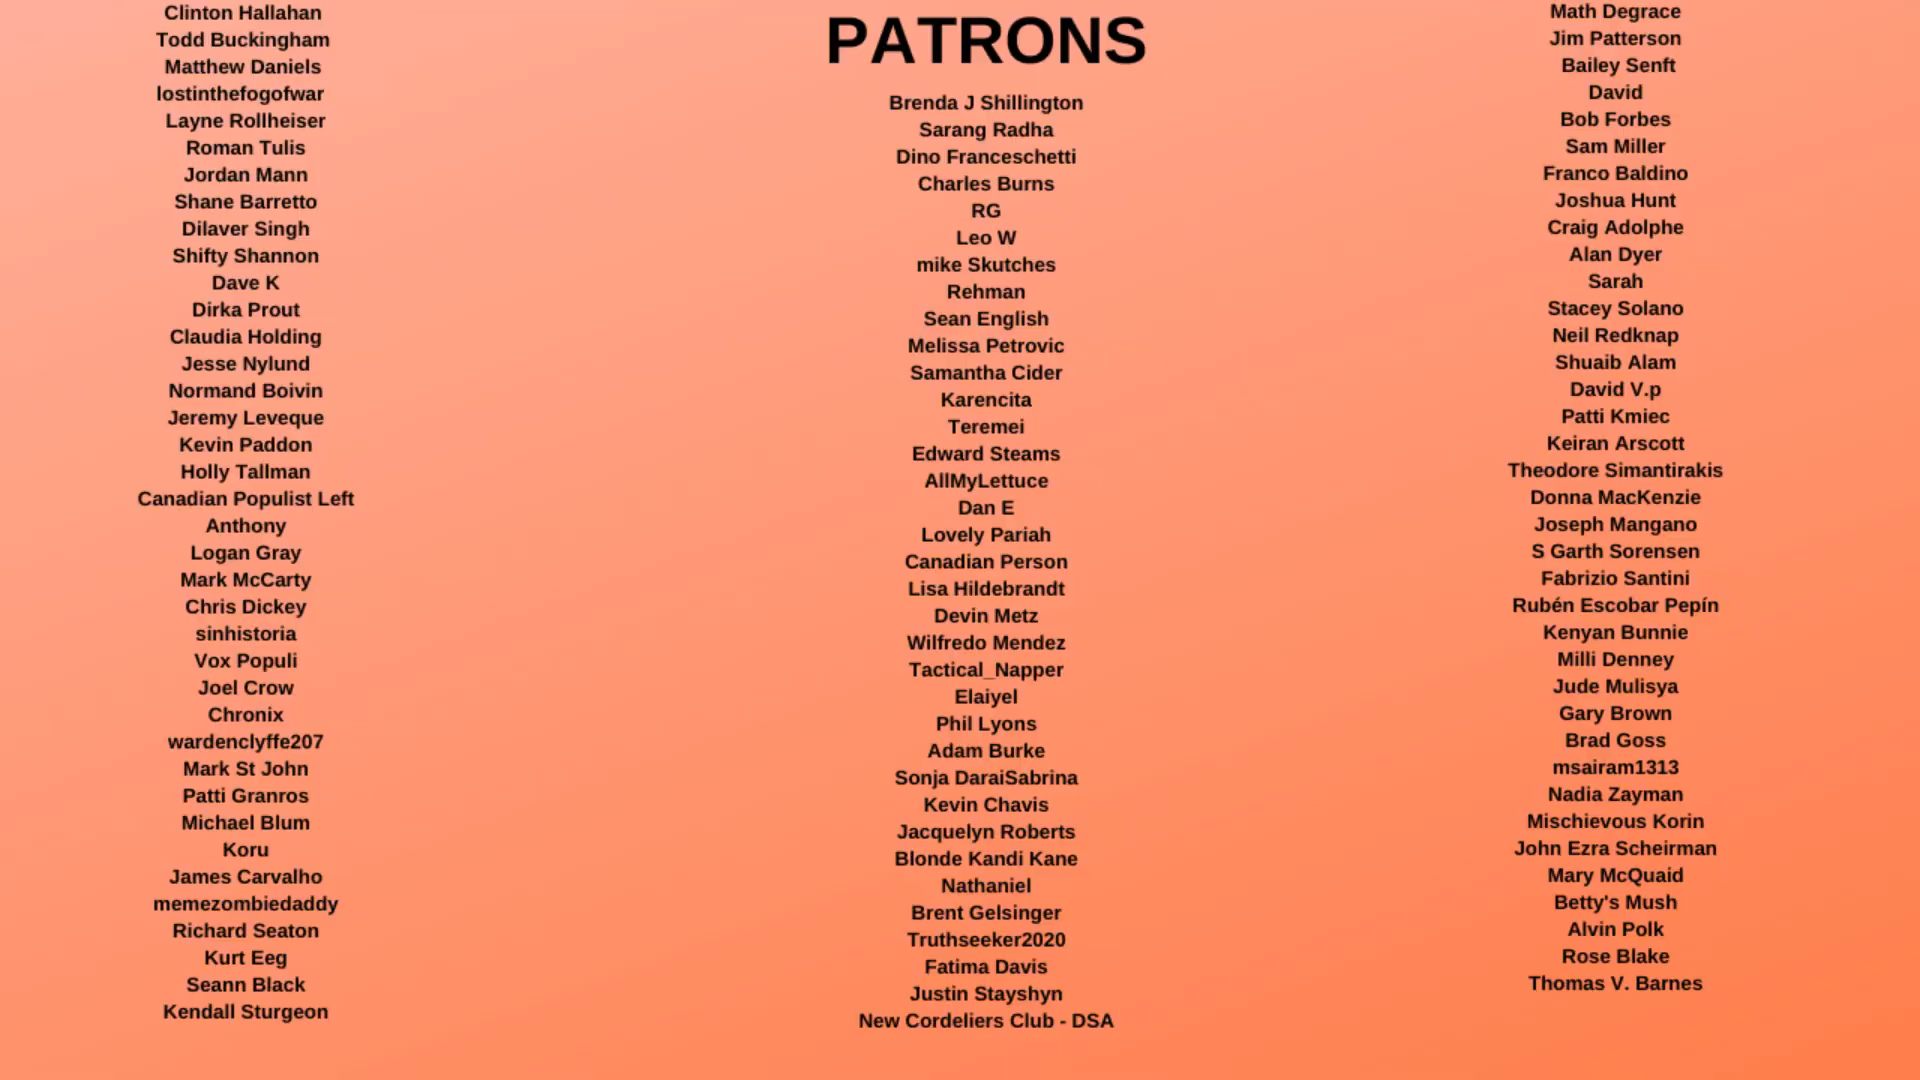 Clinton Hallahan
Todd Buckingham
Matthew Daniels
lostinthefogofwar
Layne Rollheiser
Roman Tulis
Jordan Mann
Shane Barretto
Dilaver Singh
Shifty Shannon
Dave K
Dirka Prout
Claudia Holding
Jesse Nylund
Normand Boivin
Jeremy Leveque
Kevin Paddon
Holly Tallman
Canadian Populist Left
Anthony
Logan Gray
Mark McCarty
Chris Dickey
sinhistoria
Vox Populi
Joel Crow
Chronix
wardenclyffe207
Mark St John
Patti Granros
Michael Blum
Koru
James Carvalho
memezombiedaddy
Richard Seaton
Kurt Eeg
Seann Black
Kendall Sturgeon
PATRONS
Brenda J Shillington
Sarang Radha
Dino Franceschetti
Charles Burns
RG
Leo W
mike Skutches
Rehman
Sean English
Melissa Petrovic
Samantha Cider
Karencita
Teremei
Edward Steams
AllMyLettuce
Dan E
Lovely Pariah
Canadian Person
Lisa Hildebrandt
Devin Metz
Wilfredo Mendez
Tactical_Napper
Elaiyel
Phil Lyons
Adam Burke
Sonja DaraiSabrina
Kevin Chavis
Jacquelyn Roberts
Blonde Kandi Kane
Nathaniel
Brent Gelsinger
Truthseeker2020
Fatima Davis
Justin Stayshyn
New Cordeliers Club - DSA
Math Degrace
Jim Patterson
Bailey Senft
David
Bob Forbes
Sam Miller
Franco Baldino
Joshua Hunt
Craig Adolphe
Alan Dyer
Sarah
Stacey Solano
Neil Redknap
Shuaib Alam
David V.p
Patti Kmiec
Keiran Arscott
Theodore Simantirakis
Donna MacKenzie
Joseph Mangano
S Garth Sorensen
Fabrizio Santini
Rubén Escobar Pepín
Kenyan Bunnie
Milli Denney
Jude Mulisya
Gary Brown
Brad Goss
msairam1313
Nadia Zayman
Mischievous Korin
John Ezra Scheirman
Mary McQuaid
Betty's Mush
Alvin Polk
Rose Blake
Thomas V. Barnes